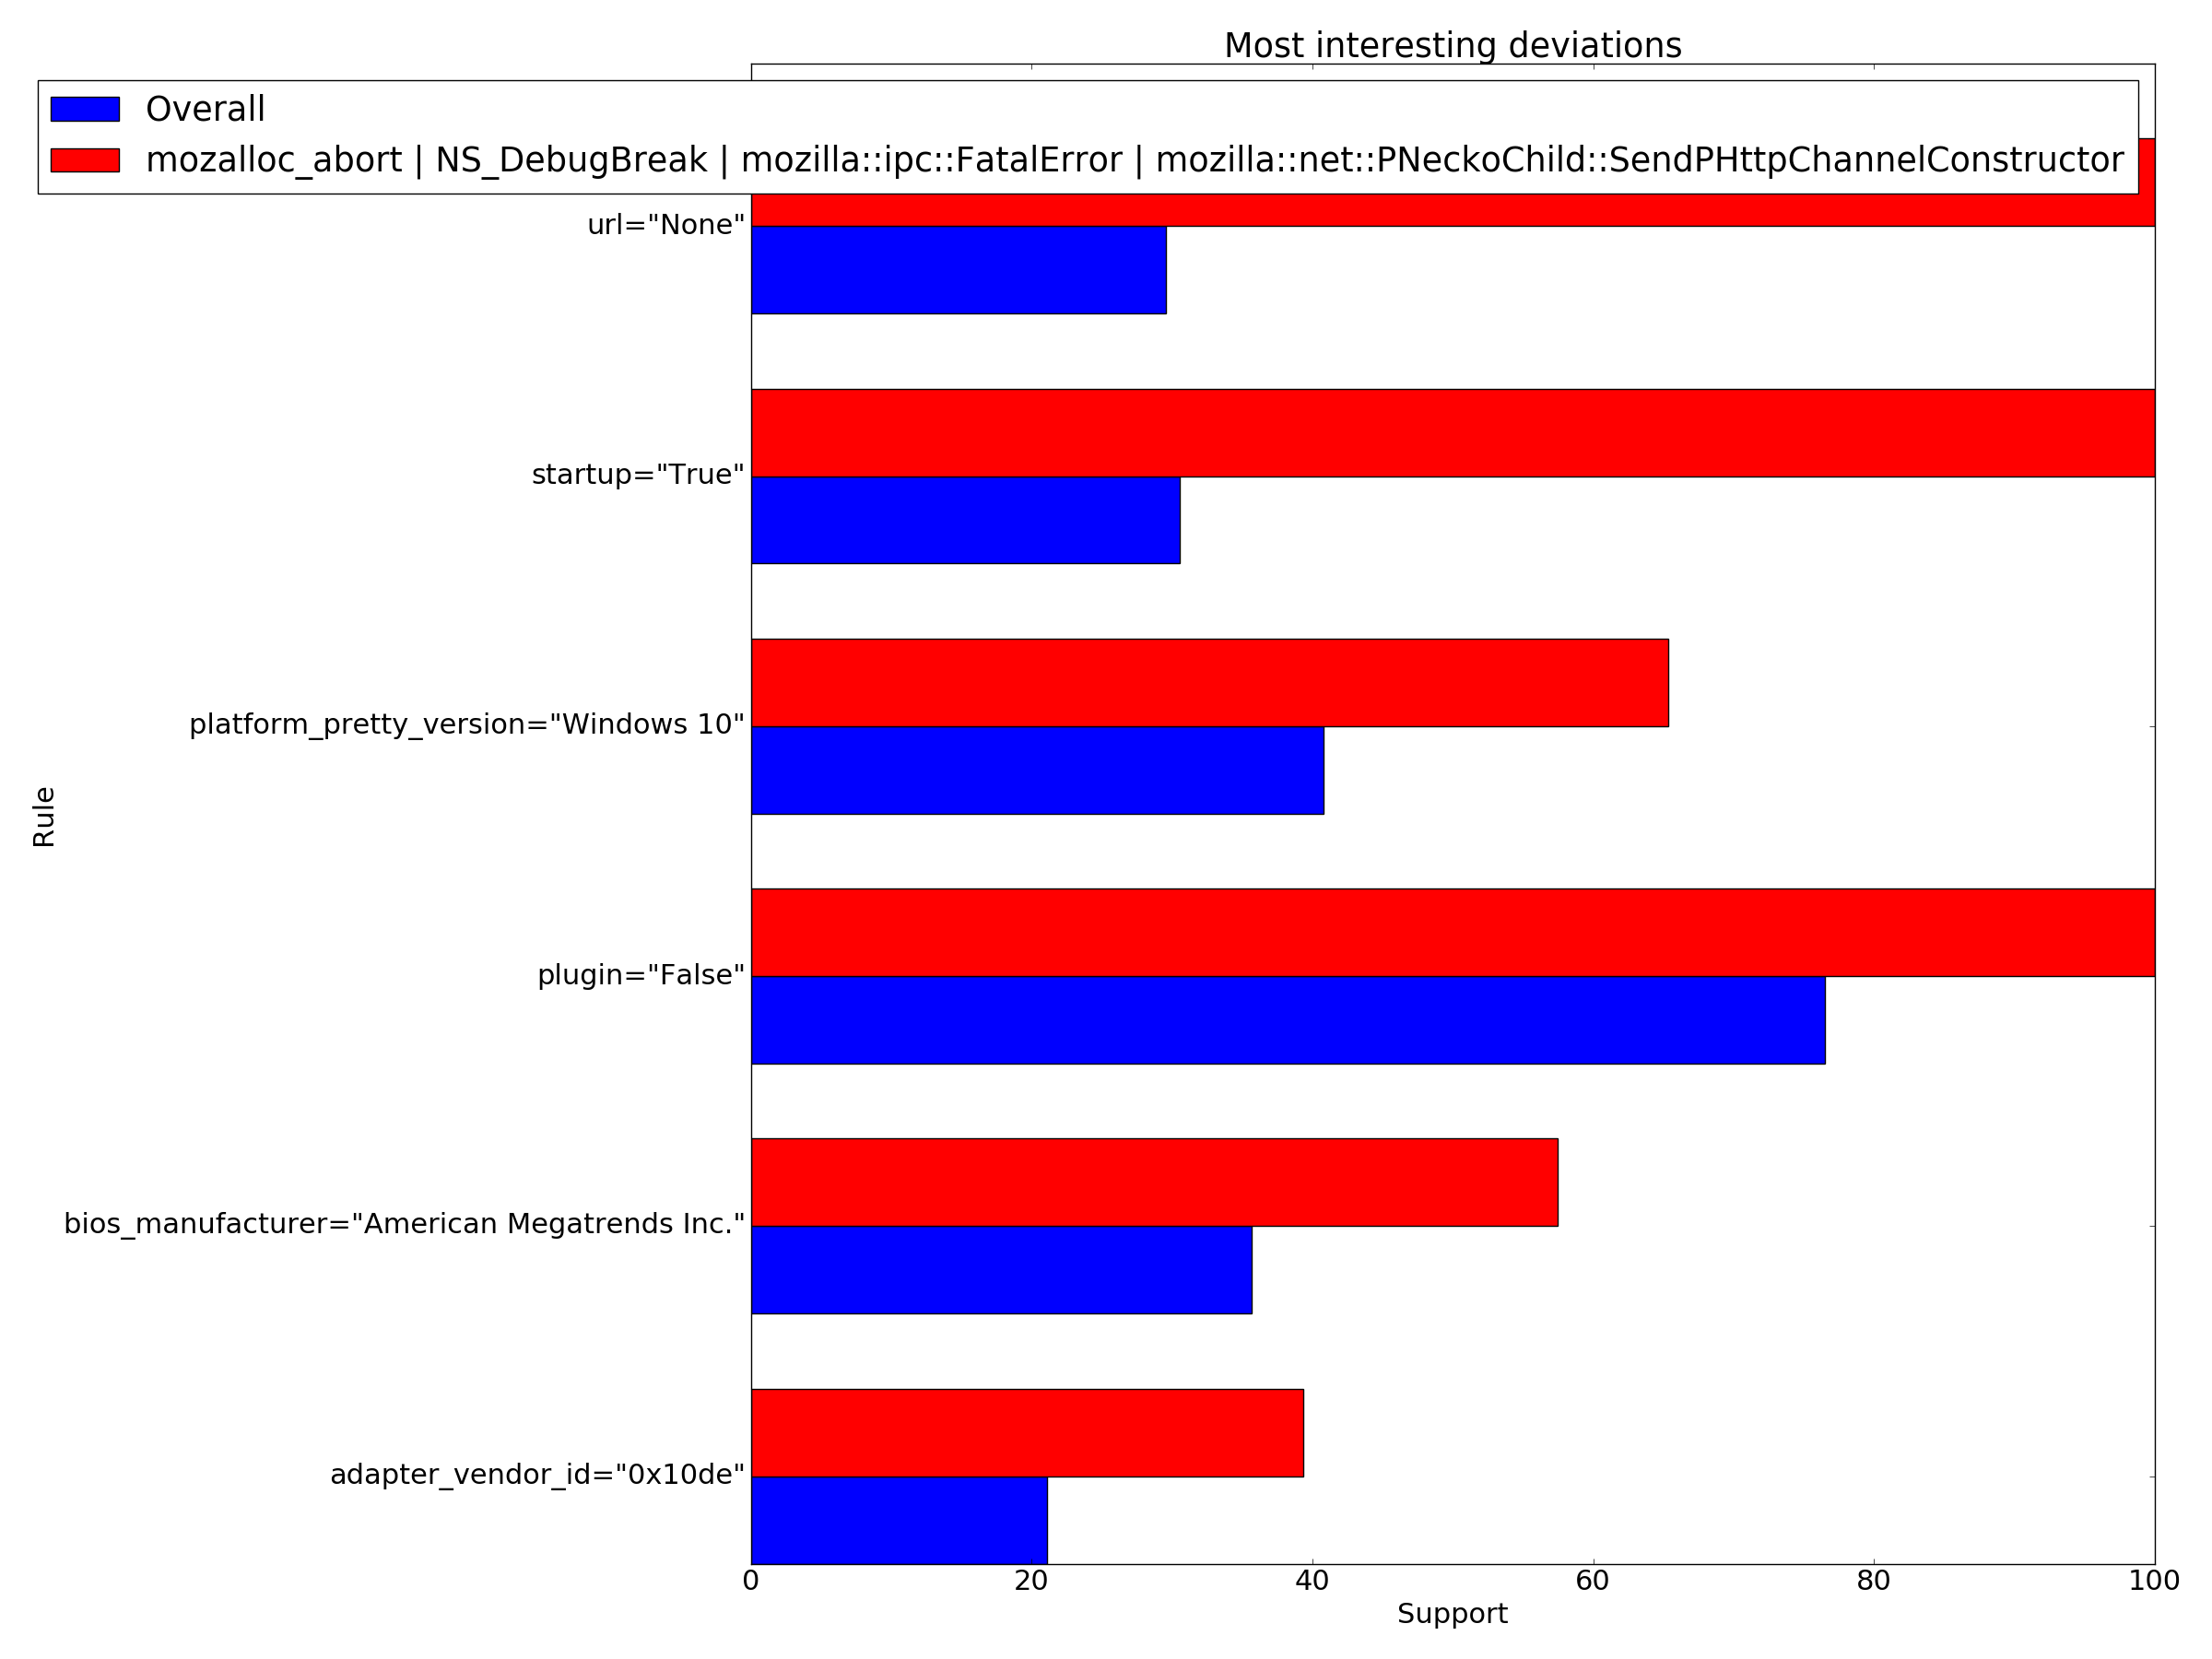 Most interesting deviations
Overall
mozalloc_abort | NS_DebugBreak | mozilla::ipc::FatalError | mozilla::net::PNeckoChild::SendPHttpChannelConstructor
url="None"
startup="True"
platform_pretty_version="Windows 10"
Rule
plugin="False"
bios_manufacturer="American Megatrends Inc."
adapter_vendor_id="0x10de"
0 20 40 60 80 100
Support